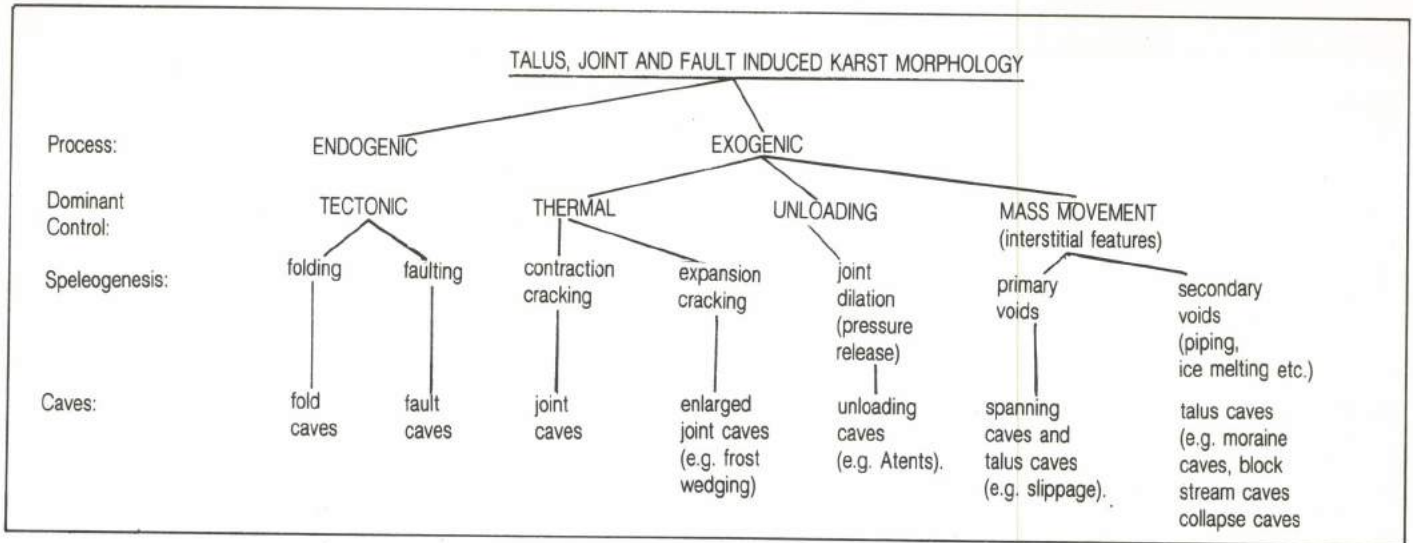 TALUS, JOINT AND FAULT INDUCED KARST MORPHOLOGY
Process: ENDOGENIC EXOGENIC
Dominant
Control:
TECTONIC THERMAL UNLOADING MASS MOVEMENT
(interstitial features)
Speleogenesis:
folding
faulting
contraction
cracking
expansion
cracking
joint
dilation
(pressure
release)
primary
voids
secondary
voids
(piping,
ice melting etc.)
Caves:
fold
caves
fault
caves
joint
caves
enlarged
joint caves
(e.g. frost
wedging)
unloading
caves
(e.g. Atents).
spanning
caves and
talus caves
(e.g. slippage).
talus caves
(e.g. moraine
caves, block
stream caves
collapse caves